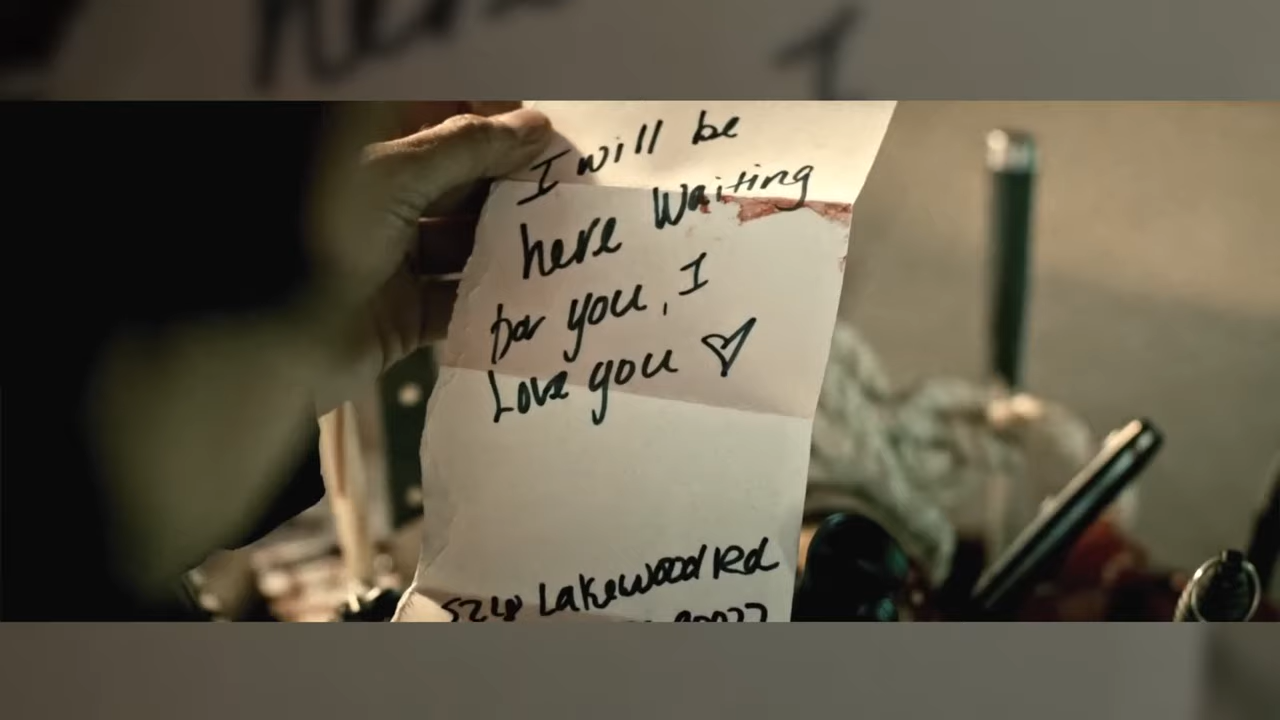 I will be
here Waiting
for you, I
Love you
Lakewood Rd